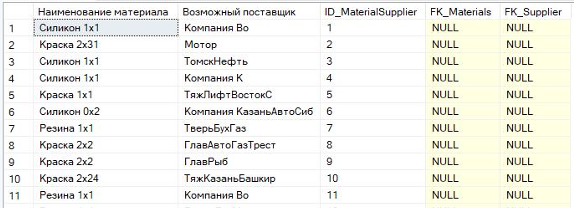 Наименование материала Возможный поставщик ID_MaterialSupplier FK_Materials FK_Supplier
1 Силикон 1x1 Компания Во 1 NULL NULL
2 Краска 2x31 Мотор 2 NULL NULL
3 Силикон 1x1 ТомскНефть 3 NULL NULL
4 Силикон 1x1 Компания К 4 NULL NULL
5 Краска 1x1 ТяжЛифтВостокС 5 NULL NULL
6 Силикон 0x2 Компания КазаньАвтоСиб 6 NULL NULL
7 Резина 1x1 ТверьБухГаз 7 NULL NULL
8 Краска 2x2 ГлавАвтоГазТрест 8 NULL NULL
9 Краска 2x2 ГлавРыб 9 NULL NULL
10 Краска 2x24 ТяжКазаньБашкир 10 NULL NULL
11 Резина 1x1 Компания Во 11 NULL NULL